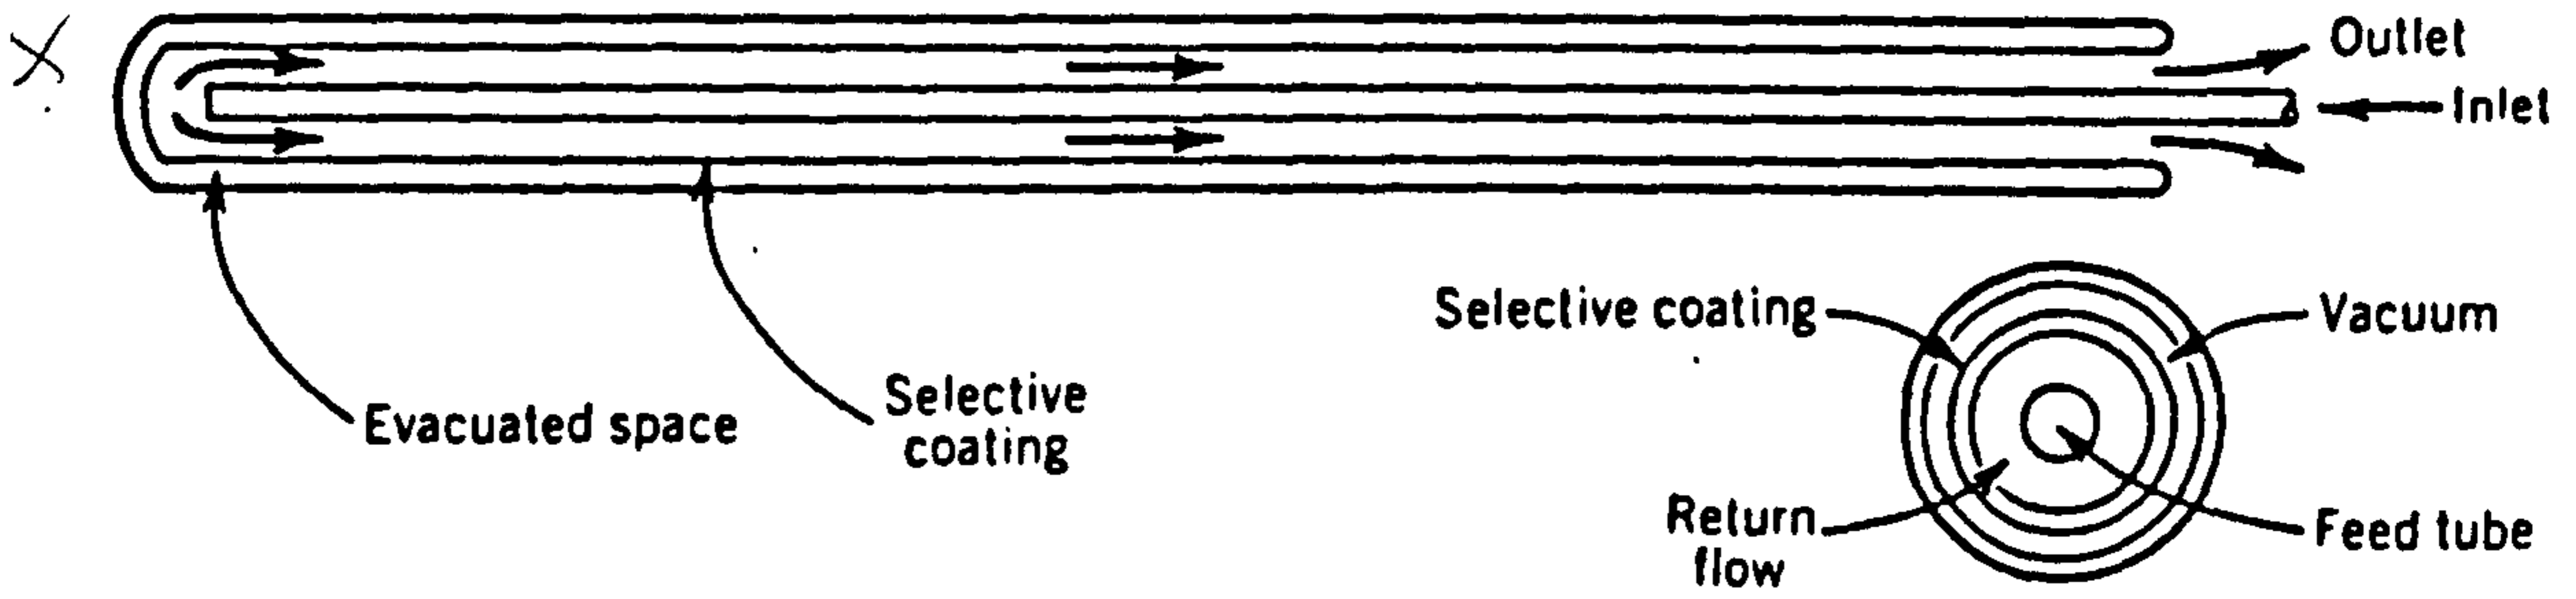 Outlet
Inlet
Evacuated space
Selective
coating
Selective coating
Vacuum
Return
flow
Feed tube